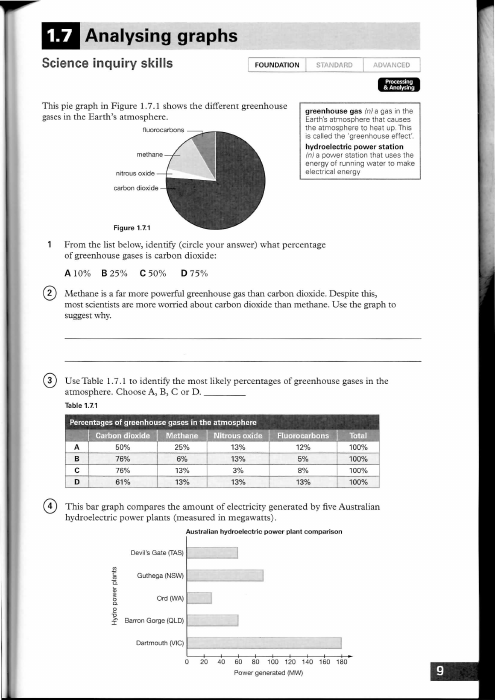 1.7 Analysing graphs
Science inquiry skills
FOUNDATION STANDARD ADVANCED
Processing
& Analysing
This pie graph in Figure 1.7.1 shows the different greenhouse
gases in the Earth's atmosphere.
greenhouse gas (n) a gas in the
Earth's atmosphere that causes
the atmosphere to heat up. This
is called the 'greenhouse effect'.
hydroelectric power station
(n) a power station that uses the
energy of running water to make
electrical energy
fluorocarbons
methane
nitrous oxide
carbon dioxide
Figure 1.7.1
1 From the list below, identify (circle your answer) what percentage
of greenhouse gases is carbon dioxide:
A 10% B 25% C 50% D 75%
2 Methane is a far more powerful greenhouse gas than carbon dioxide. Despite this,
most scientists are more worried about carbon dioxide than methane. Use the graph to
suggest why.
3 Use Table 1.7.1 to identify the most likely percentages of greenhouse gases in the
atmosphere. Choose A, B, C or D.
Table 1.7.1
Percentages of greenhouse gases in the atmosphere
Carbon dioxide Methane Nitrous oxide Fluorocarbons Total
A 50% 25% 13% 12% 100%
B 76% 6% 13% 5% 100%
C 76% 13% 3% 8% 100%
D 61% 13% 13% 13% 100%
4 This bar graph compares the amount of electricity generated by five Australian
hydroelectric power plants (measured in megawatts).
Australian hydroelectric power plant comparison
Hydro power plants
Devil's Gate (TAS)
Guthega (NSW)
Ord (WA)
Barron Gorge (QLD)
Dartmouth (VIC)
0 20 40 60 80 100 120 140 160 180
Power generated (MW)
9